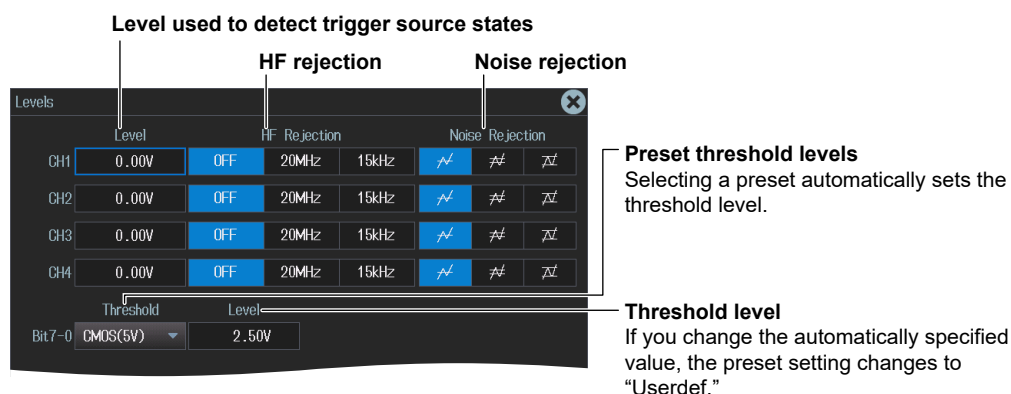 Level used to detect trigger source states
HF rejection
Noise rejection
Levels
Level
HF Rejection
Noise Rejection
CH1 0.00V OFF 20MHz 15kHz
CH2 0.00V OFF 20MHz 15kHz
CH3 0.00V OFF 20MHz 15kHz
CH4 0.00V OFF 20MHz 15kHz
Threshold
Level
Bit7-0 CMOS(5V) 2.50V
Preset threshold levels
Selecting a preset automatically sets the
threshold level.
Threshold level
If you change the automatically specified
value, the preset setting changes to
“Userdef.”